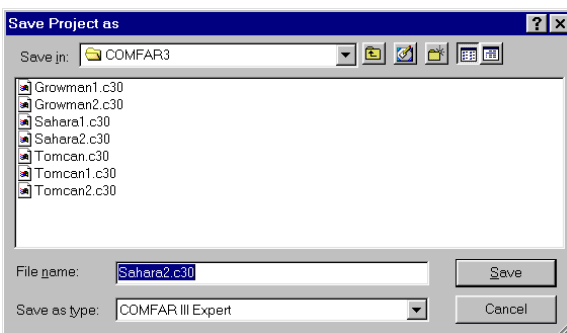 Save Project as
Save in: COMFAR3
Growman1.c30
Growman2.c30
Sahara1.c30
Sahara2.c30
Tomcan.c30
Tomcan1.c30
Tomcan2.c30
File name: Sahara2.c30 Save
Save as type: COMFAR III Expert Cancel